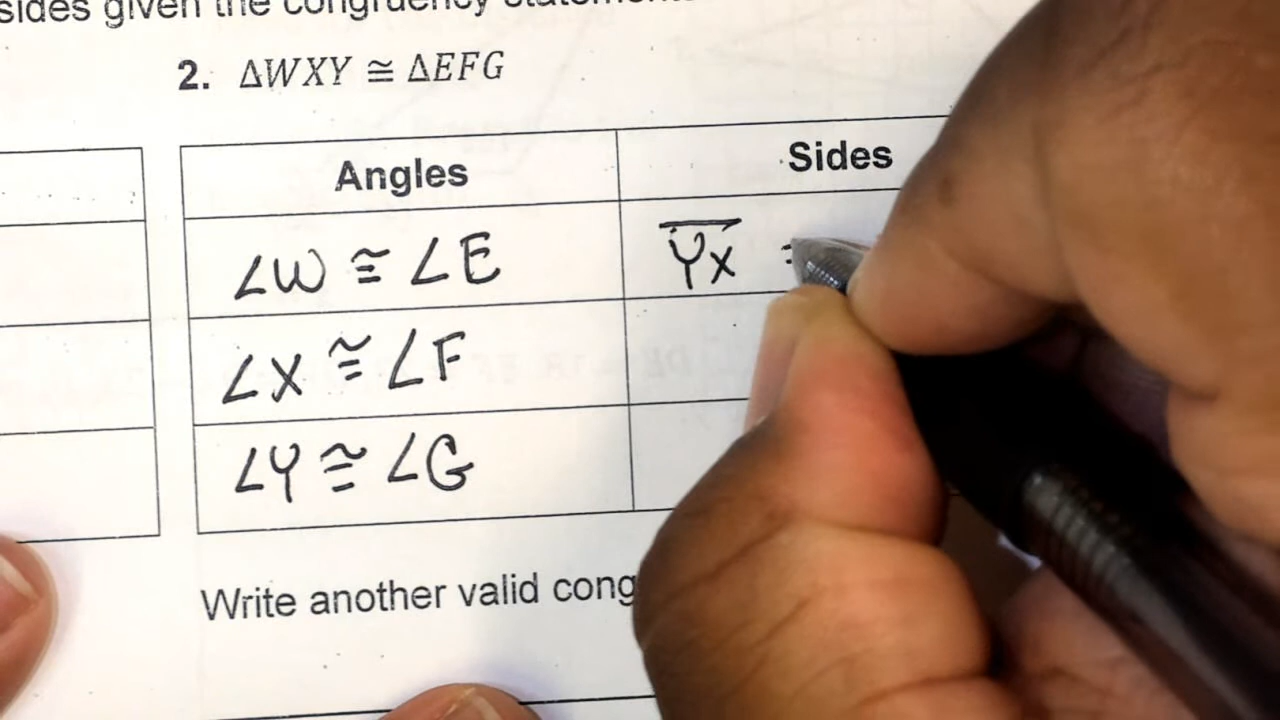 sides given the congruency statement
2. ΔWXY ≅ ΔEFG
Angles Sides
∠W ≅ ∠E YX
∠X ≅ ∠F
∠Y ≅ ∠G
Write another valid cong